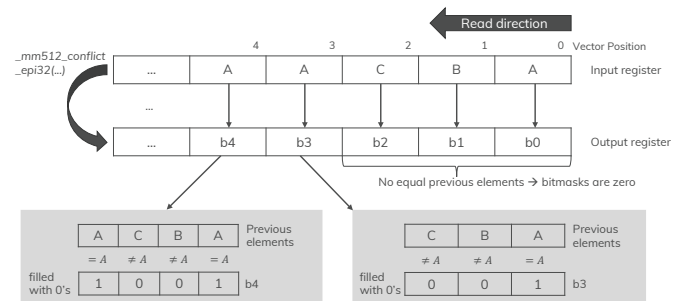 Read direction
4 3 2 1 0 Vector Position
_mm512_conflict
_epi32(...)
... A A C B A Input register
...
... b4 b3 b2 b1 b0 Output register
No equal previous elements → bitmasks are zero
A C B A Previous
elements
= A ≠ A ≠ A = A
filled
with 0's 1 0 0 1 b4
C B A Previous
elements
≠ A ≠ A = A
filled
with 0's 0 0 1 b3